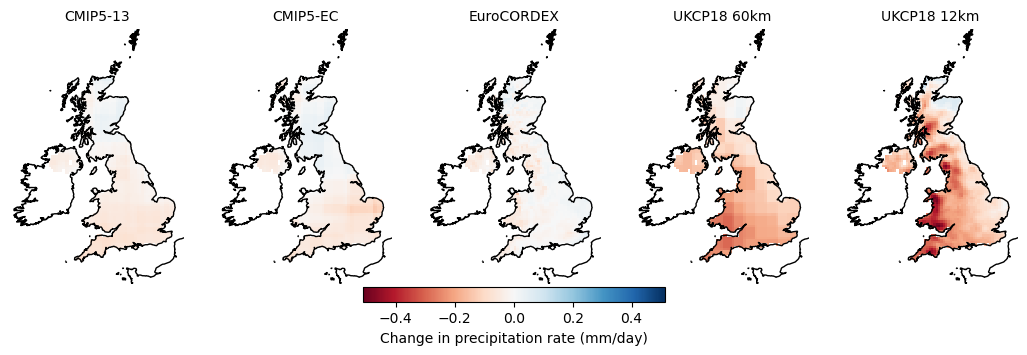 CMIP5-13 CMIP5-EC EuroCORDEX UKCP18 60km UKCP18 12km
−0.4 −0.2 0.0 0.2 0.4
Change in precipitation rate (mm/day)